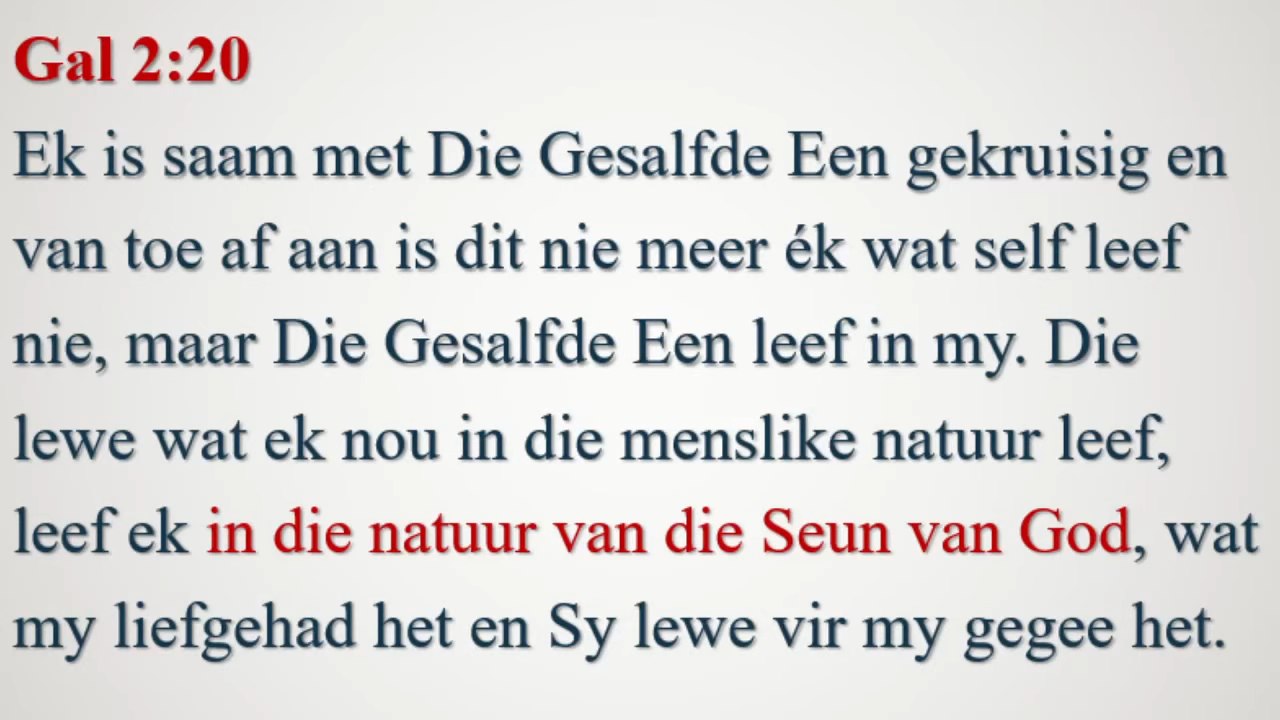 Gal 2:20
Ek is saam met Die Gesalfde Een gekruisig en
van toe af aan is dit nie meer ék wat self leef
nie, maar Die Gesalfde Een leef in my. Die
lewe wat ek nou in die menslike natuur leef,
leef ek in die natuur van die Seun van God, wat
my liefgehad het en Sy lewe vir my gegee het.